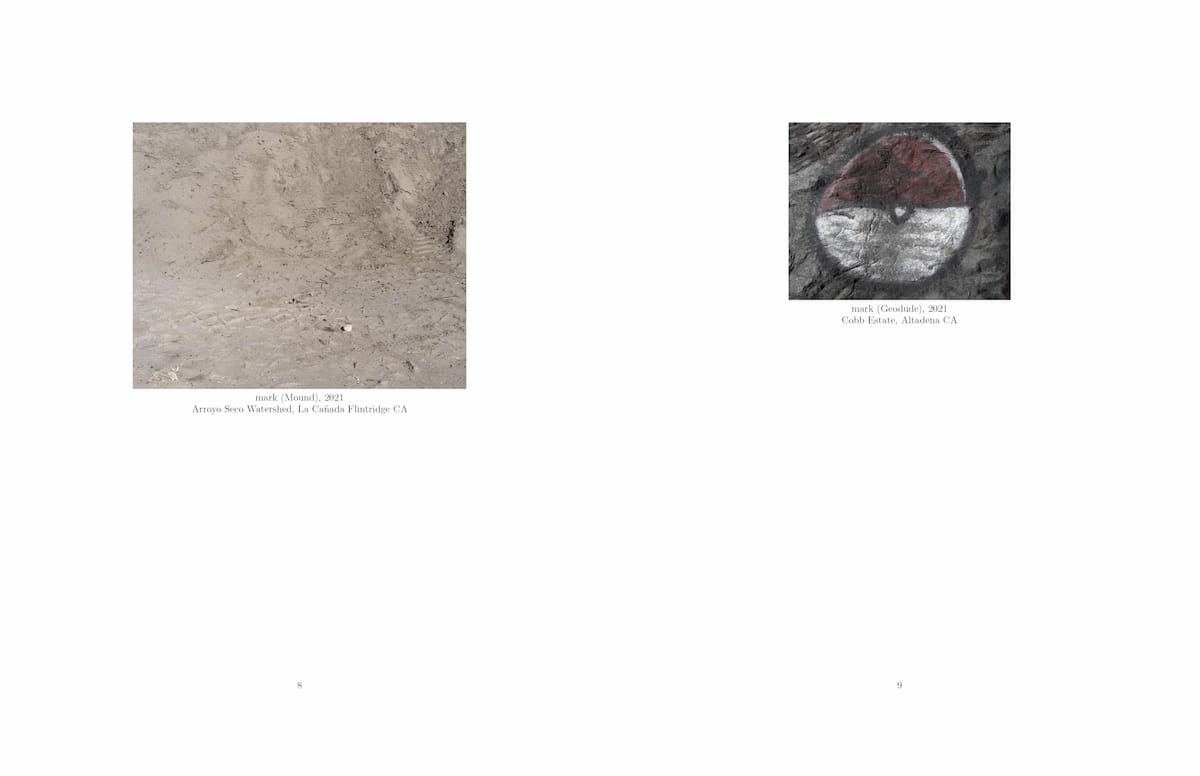 mark (Mound), 2021
Arroyo Seco Watershed, La Cañada Flintridge CA
8
mark (Geodude), 2021
Cobb Estate, Altadena CA
9